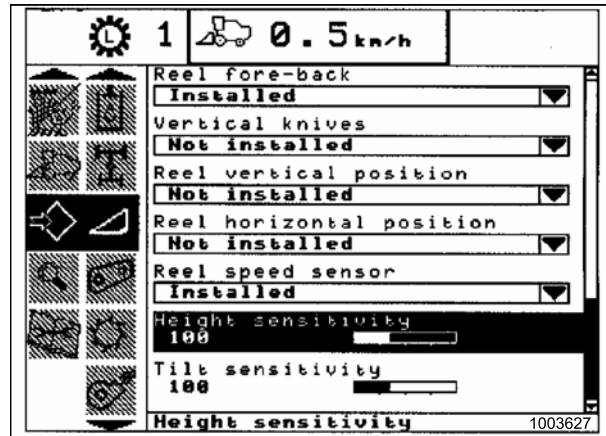 L 1 0.5km/h
Reel fore-back
Installed
Vertical knives
Not installed
Reel vertical position
Not installed
Reel horizontal position
Not installed
Reel speed sensor
Installed
Height sensitivity
100
Tilt sensitivity
100
Height sensitivity
1003627